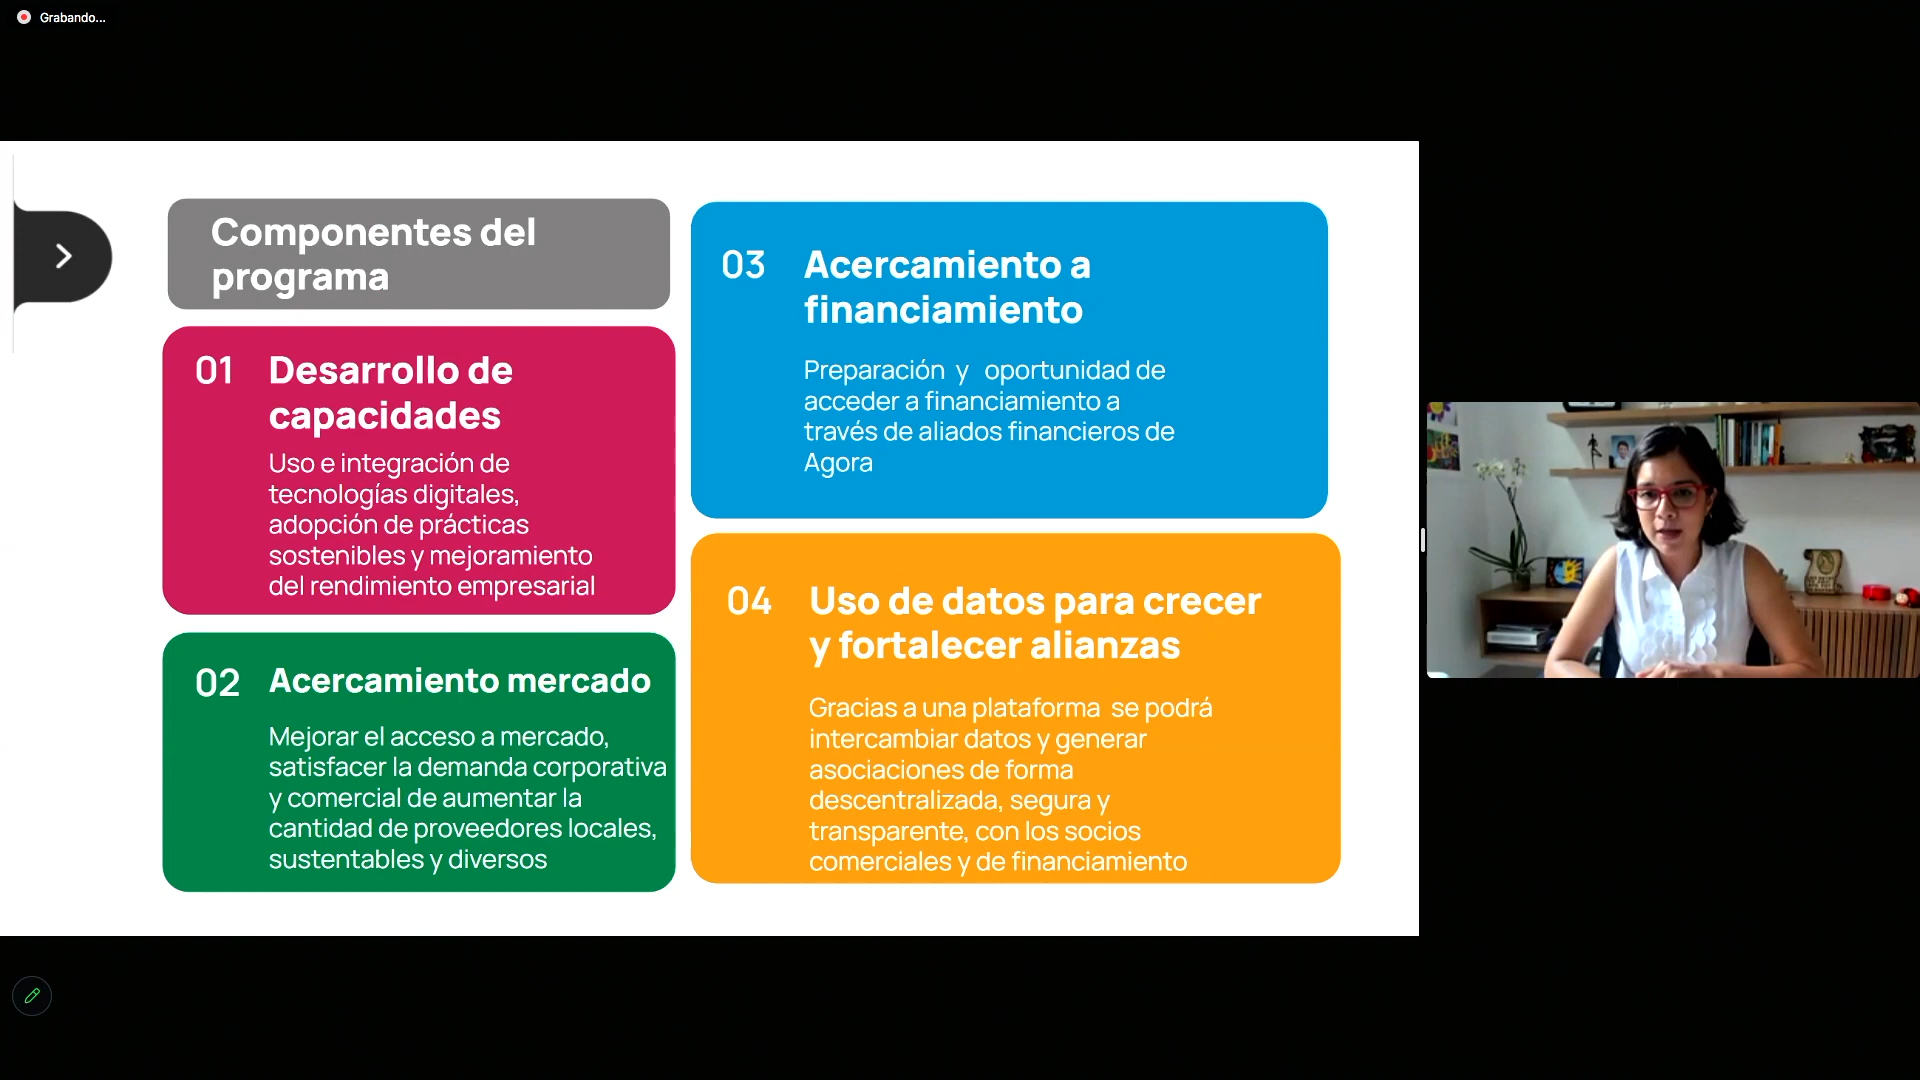 Grabando...
Componentes del
programa
01 Desarrollo de
capacidades
Uso e integración de
tecnologías digitales,
adopción de prácticas
sostenibles y mejoramiento
del rendimiento empresarial
02 Acercamiento mercado
Mejorar el acceso a mercado,
satisfacer la demanda corporativa
y comercial de aumentar la
cantidad de proveedores locales,
sustentables y diversos
03 Acercamiento a
financiamiento
Preparación y oportunidad de
acceder a financiamiento a
través de aliados financieros de
Agora
04 Uso de datos para crecer
y fortalecer alianzas
Gracias a una plataforma se podrá
intercambiar datos y generar
asociaciones de forma
descentralizada, segura y
transparente, con los socios
comerciales y de financiamiento